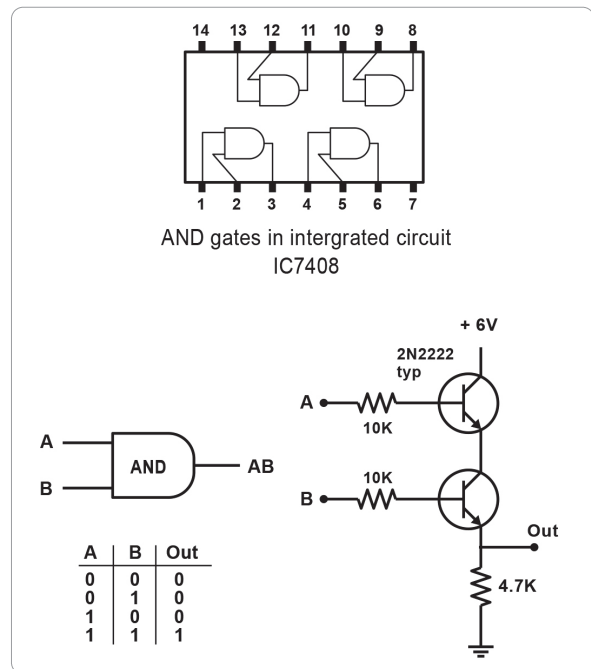 14 13 12 11 10 9 8
1 2 3 4 5 6 7
AND gates in intergrated circuit
IC7408
+ 6V
2N2222
typ
A
10K
10K
B
Out
4.7K
A
B
AND
AB
A B Out
0 0 0
0 1 0
1 0 0
1 1 1